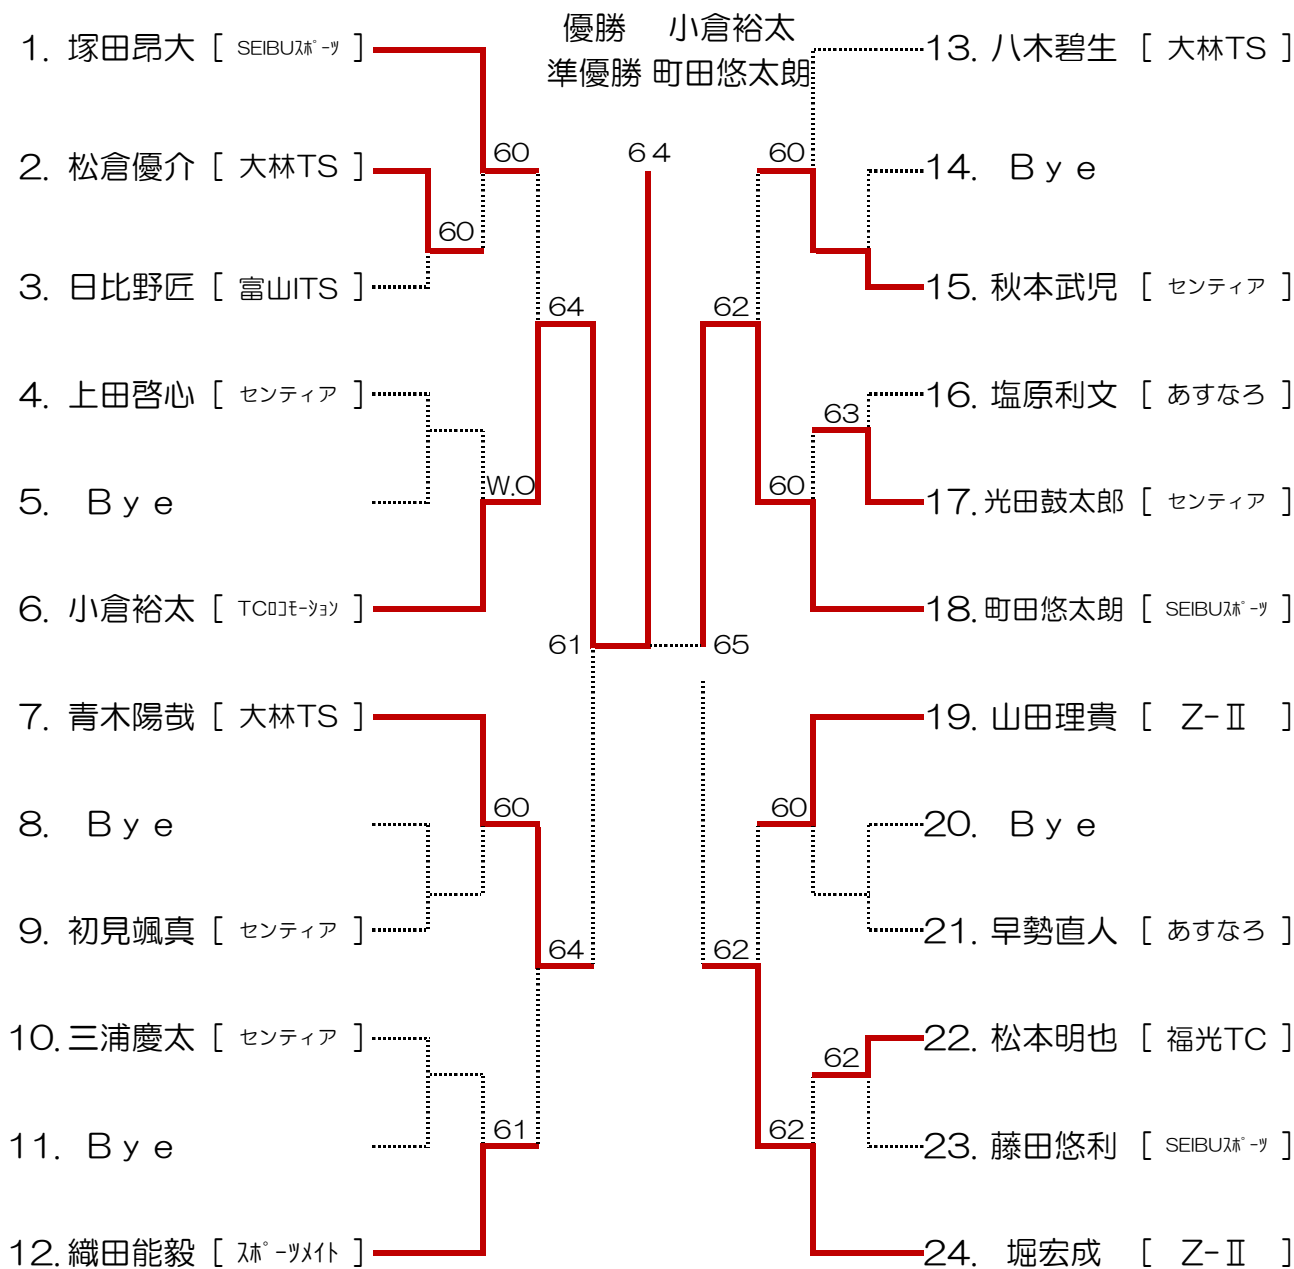 優勝　小倉裕太
準優勝 町田悠太朗
1. 塚田昂大 [ SEIBUｽﾎﾟｰﾂ ]
2. 松倉優介 [ 大林TS ]
3. 日比野匠 [ 富山ITS ]
4. 上田啓心 [ センティア ]
5. Ｂｙｅ
6. 小倉裕太 [ TCﾛｺﾓｰｼｮﾝ ]
7. 青木陽哉 [ 大林TS ]
8. Ｂｙｅ
9. 初見颯真 [ センティア ]
10. 三浦慶太 [ センティア ]
11. Ｂｙｅ
12. 織田能毅 [ ｽﾎﾟｰﾂﾒｲﾄ ]
60
60
W.O
60
61
64
64
61
64
65
62
62
60
60
63
60
62
62
13. 八木碧生 [ 大林TS ]
14. Ｂｙｅ
15. 秋本武児 [ センティア ]
16. 塩原利文 [ あすなろ ]
17. 光田鼓太郎 [ センティア ]
18. 町田悠太朗 [ SEIBUｽﾎﾟｰﾂ ]
19. 山田理貴 [ Z-Ⅱ ]
20. Ｂｙｅ
21. 早勢直人 [ あすなろ ]
22. 松本明也 [ 福光TC ]
23. 藤田悠利 [ SEIBUｽﾎﾟｰﾂ ]
24. 堀宏成 [ Z-Ⅱ ]